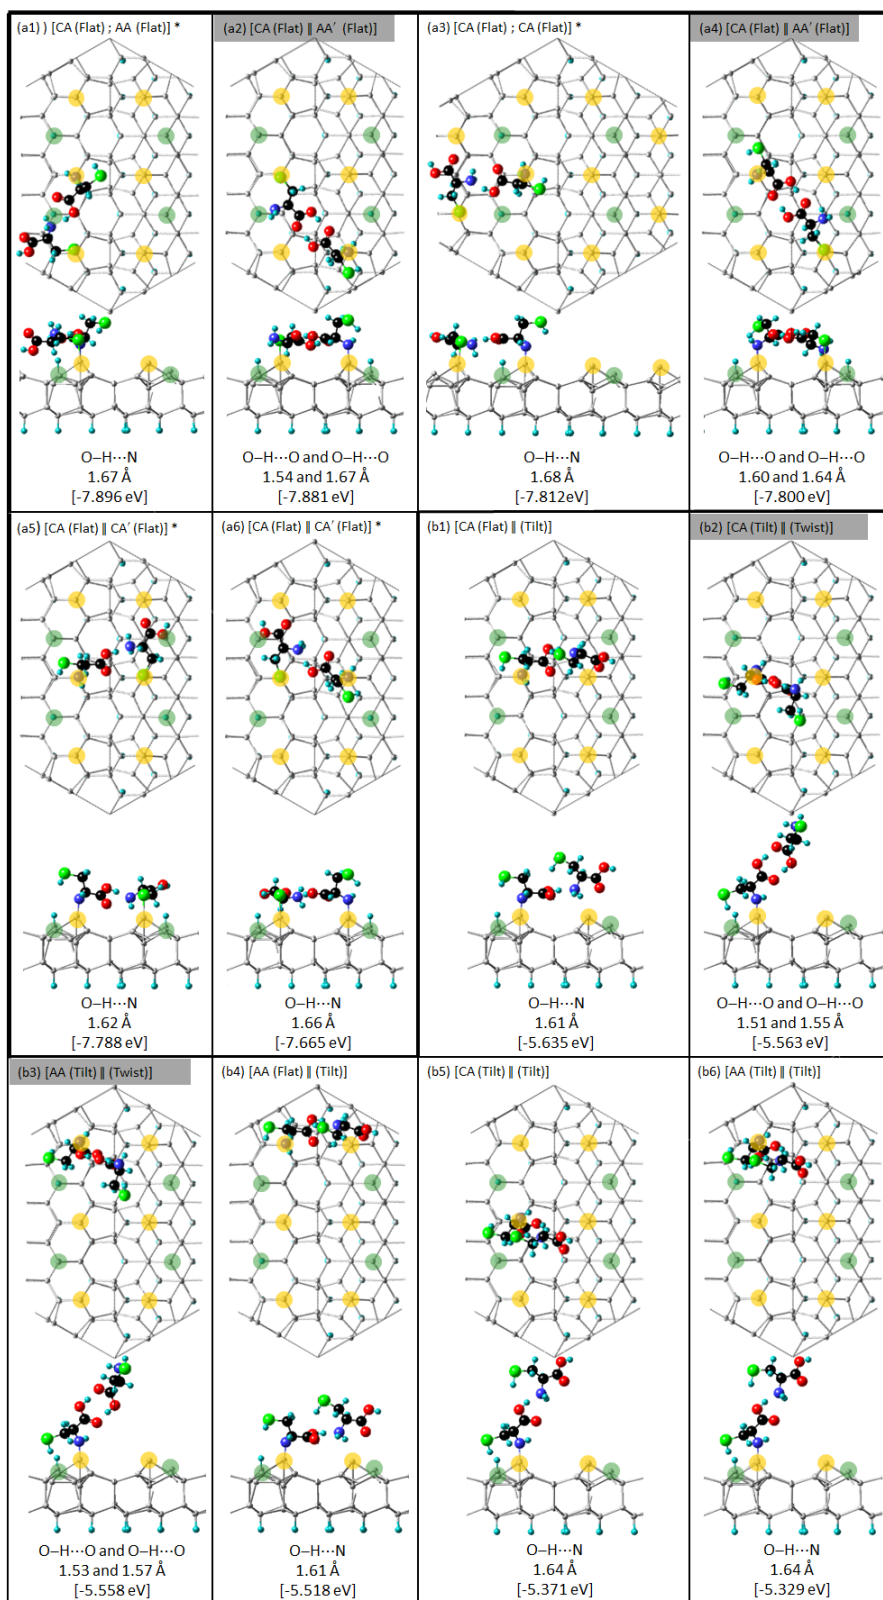 (a1) ) [CA (Flat) ; AA (Flat)] *
(a2) [CA (Flat) ∥ AA′ (Flat)]
(a3) [CA (Flat) ; CA (Flat)] *
(a4) [CA (Flat) ∥ AA′ (Flat)]
O–H···N
1.67 Å
[-7.896 eV]
O–H···O and O–H···O
1.54 and 1.67 Å
[-7.881 eV]
O–H···N
1.68 Å
[-7.812eV]
O–H···O and O–H···O
1.60 and 1.64 Å
[-7.800 eV]
(a5) [CA (Flat) ∥ CA′ (Flat)] *
(a6) [CA (Flat) ∥ CA′ (Flat)] *
(b1) [CA (Flat) ∥ (Tilt)]
(b2) [CA (Tilt) ∥ (Twist)]
O–H···N
1.62 Å
[-7.788 eV]
O–H···N
1.66 Å
[-7.665 eV]
O–H···N
1.61 Å
[-5.635 eV]
O–H···O and O–H···O
1.51 and 1.55 Å
[-5.563 eV]
(b3) [AA (Tilt) ∥ (Twist)]
(b4) [AA (Flat) ∥ (Tilt)]
(b5) [CA (Tilt) ∥ (Tilt)]
(b6) [AA (Tilt) ∥ (Tilt)]
O–H···O and O–H···O
1.53 and 1.57 Å
[-5.558 eV]
O–H···N
1.61 Å
[-5.518 eV]
O–H···N
1.64 Å
[-5.371 eV]
O–H···N
1.64 Å
[-5.329 eV]